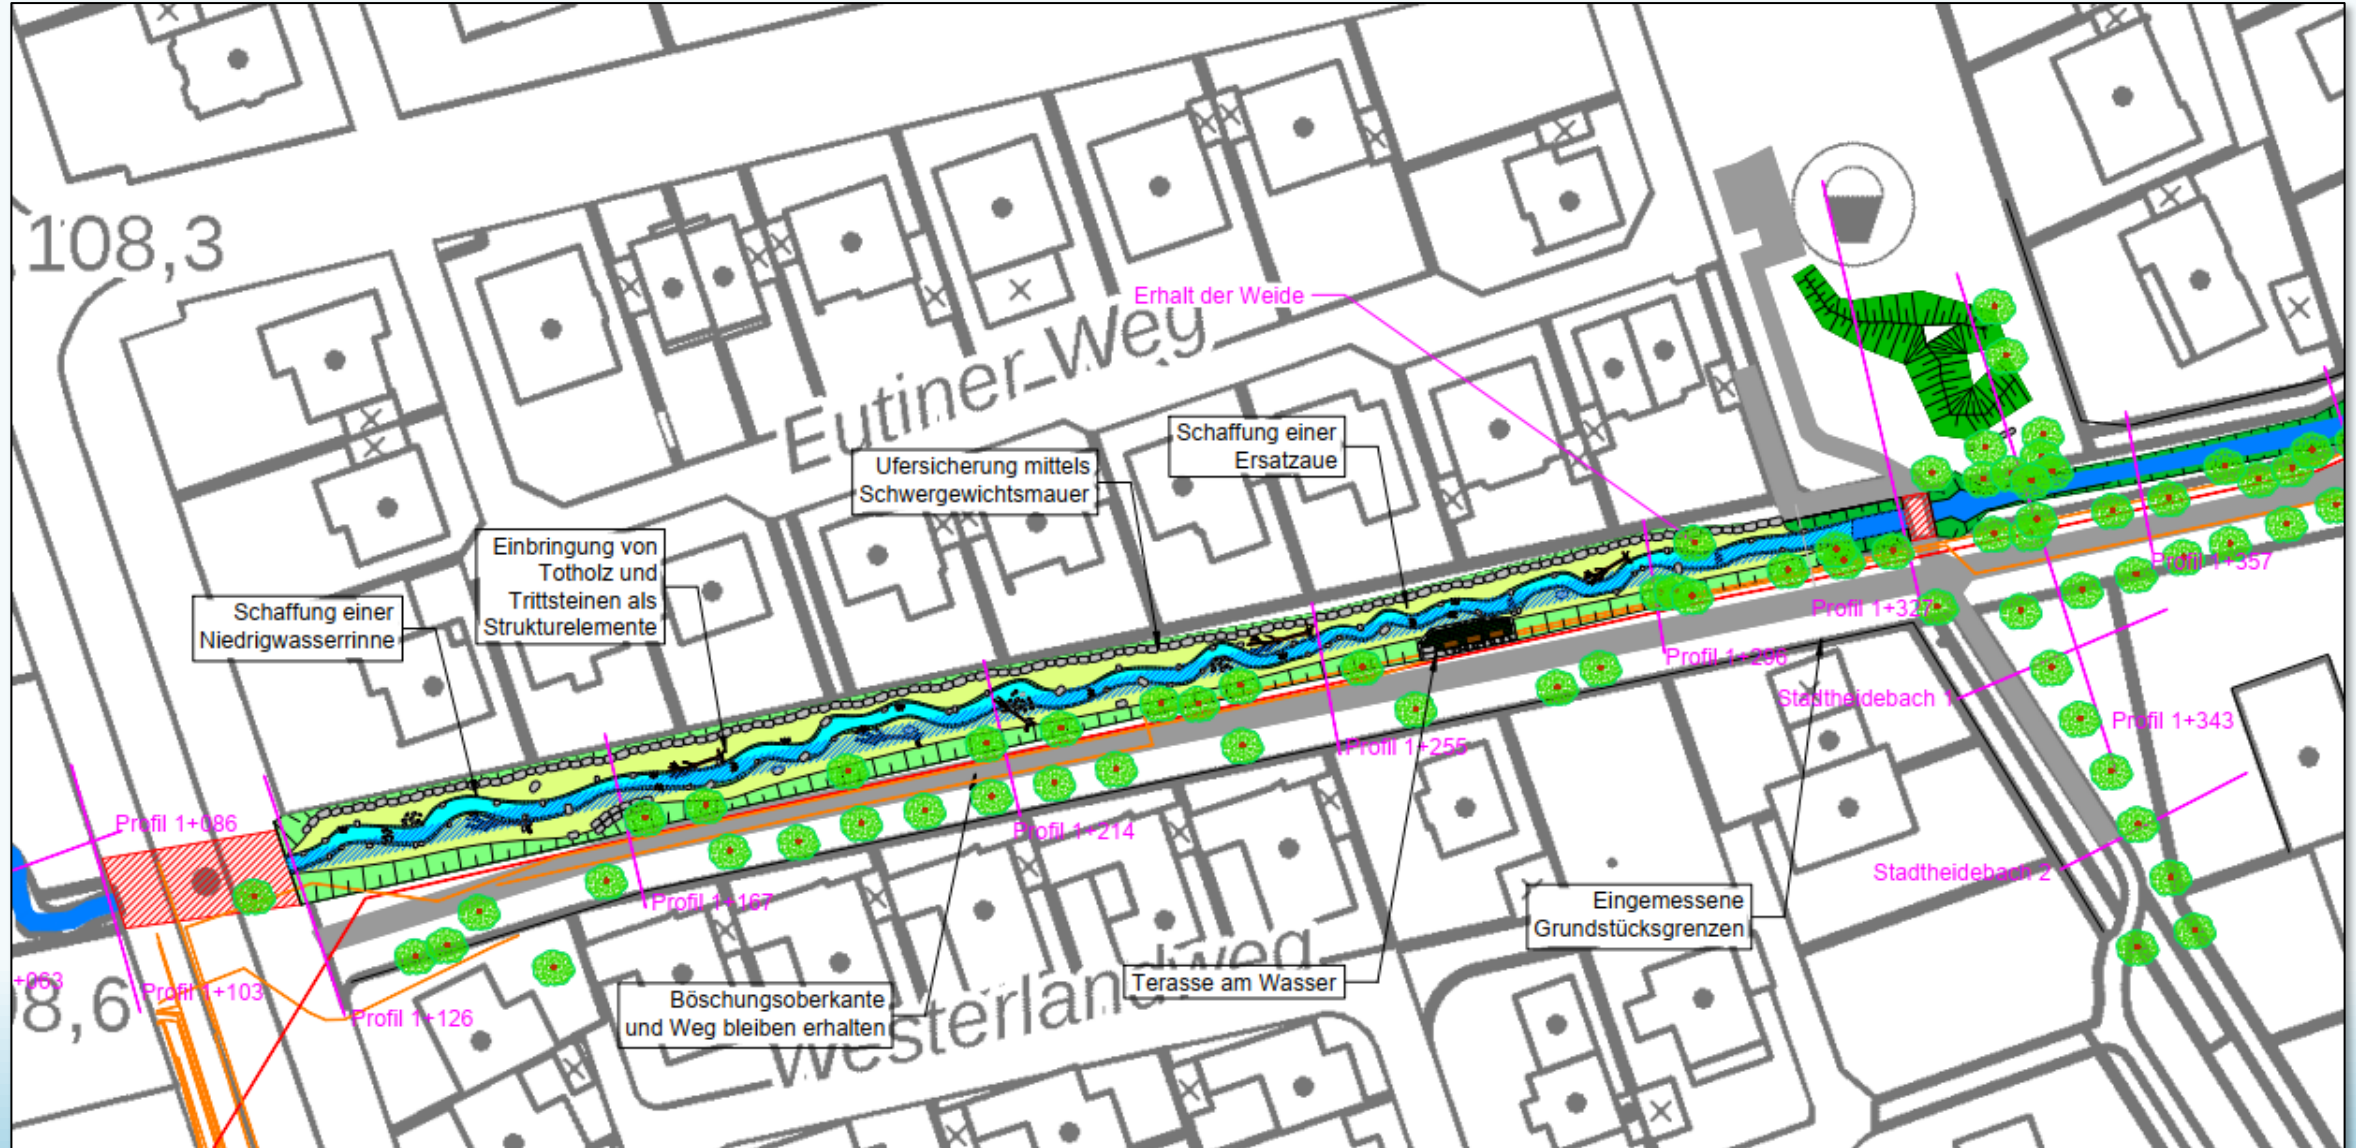 108,3
Erhalt der Weide
Eutiner Weg
Schaffung einer
Ersatzaue
Ufersicherung mittels
Schwergewichtsmauer
Einbringung von
Totholz und
Trittsteinen als
Strukturelemente
Schaffung einer
Niedrigwasserrinne
Profil 1+357
Profil 1+327
Profil 1+296
Stadtheidebach 1
Profil 1+343
Profil 1+255
Profil 1+086
Profil 1+214
Stadtheidebach 2
Profil 1+167
Eingemessene
Grundstücksgrenzen
Westerlandweg
Terasse am Wasser
+063
Profil 1+103
8,6
Böschungsoberkante
und Weg bleiben erhalten
Profil 1+126